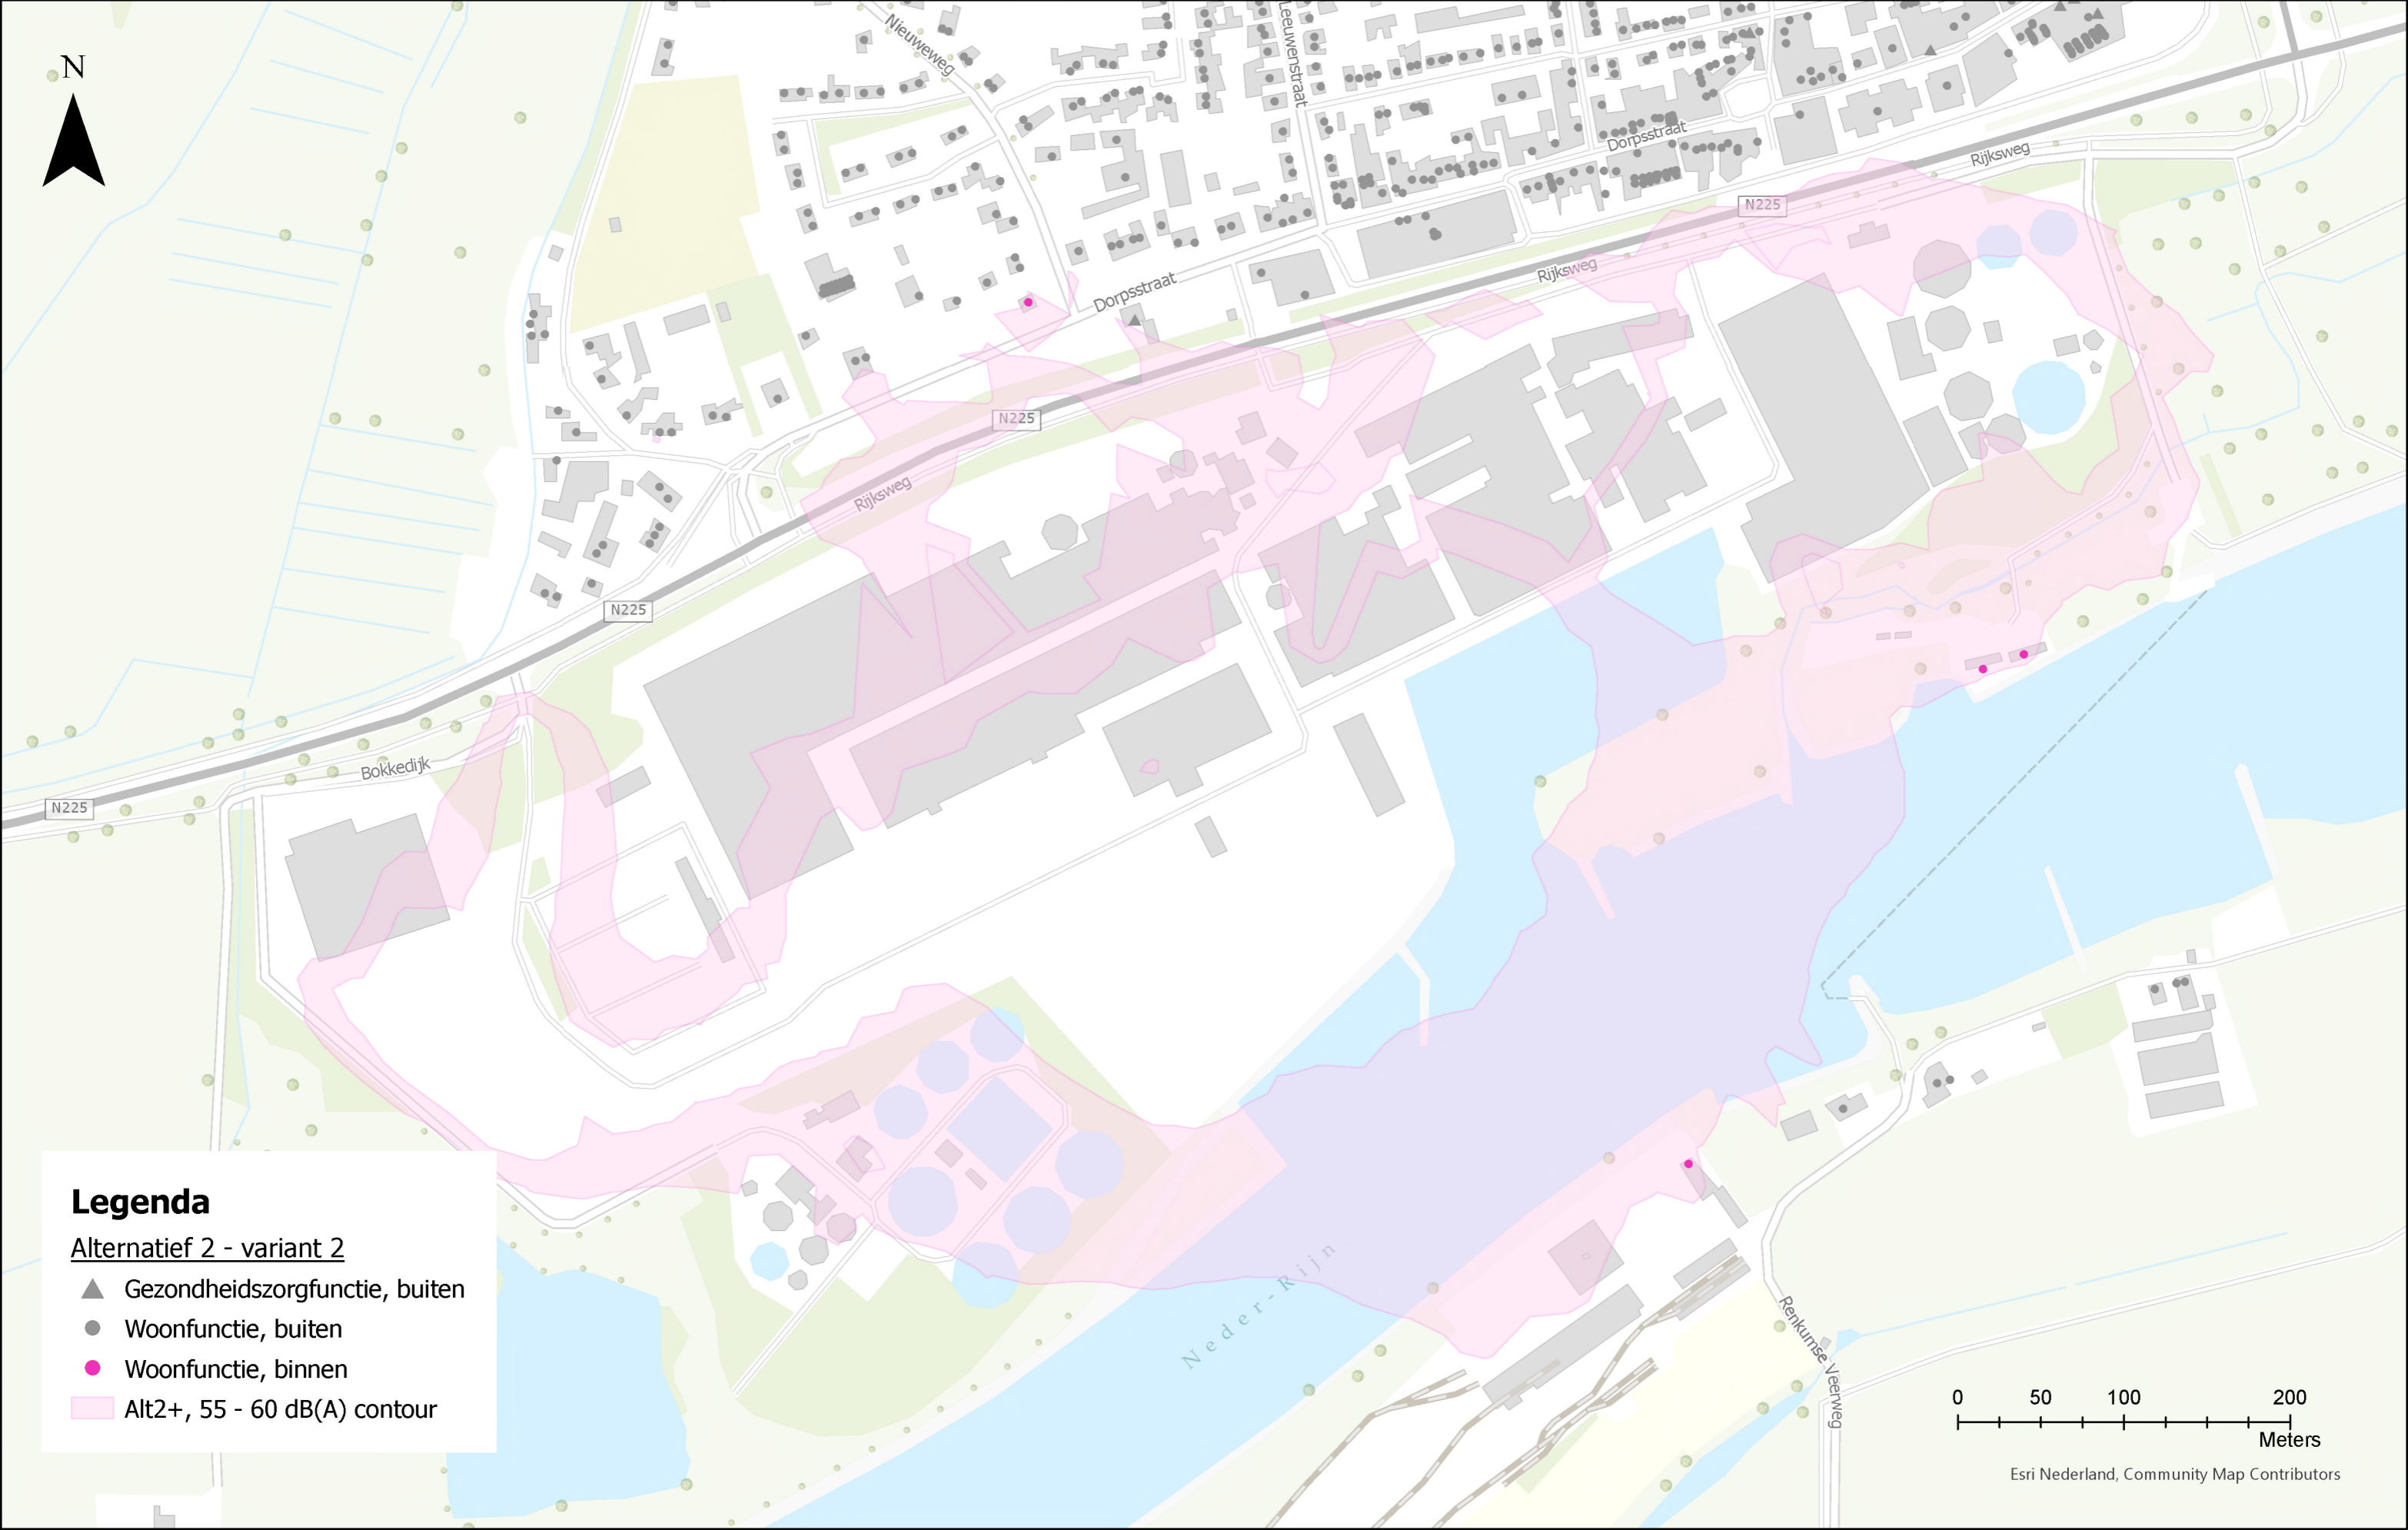 N
Nieuweweg
Leeuwenstraat
Dorpsstraat
Rijksweg
N225
Rijksweg
Dorpsstraat
N225
Rijksweg
N225
Bokkedijk
N225
Neder-Rijn
Renkumse Veerweg
Legenda
Alternatief 2 - variant 2
Gezondheidszorgfunctie, buiten
Woonfunctie, buiten
Woonfunctie, binnen
Alt2+, 55 - 60 dB(A) contour
0 50 100 200
Meters
Esri Nederland, Community Map Contributors